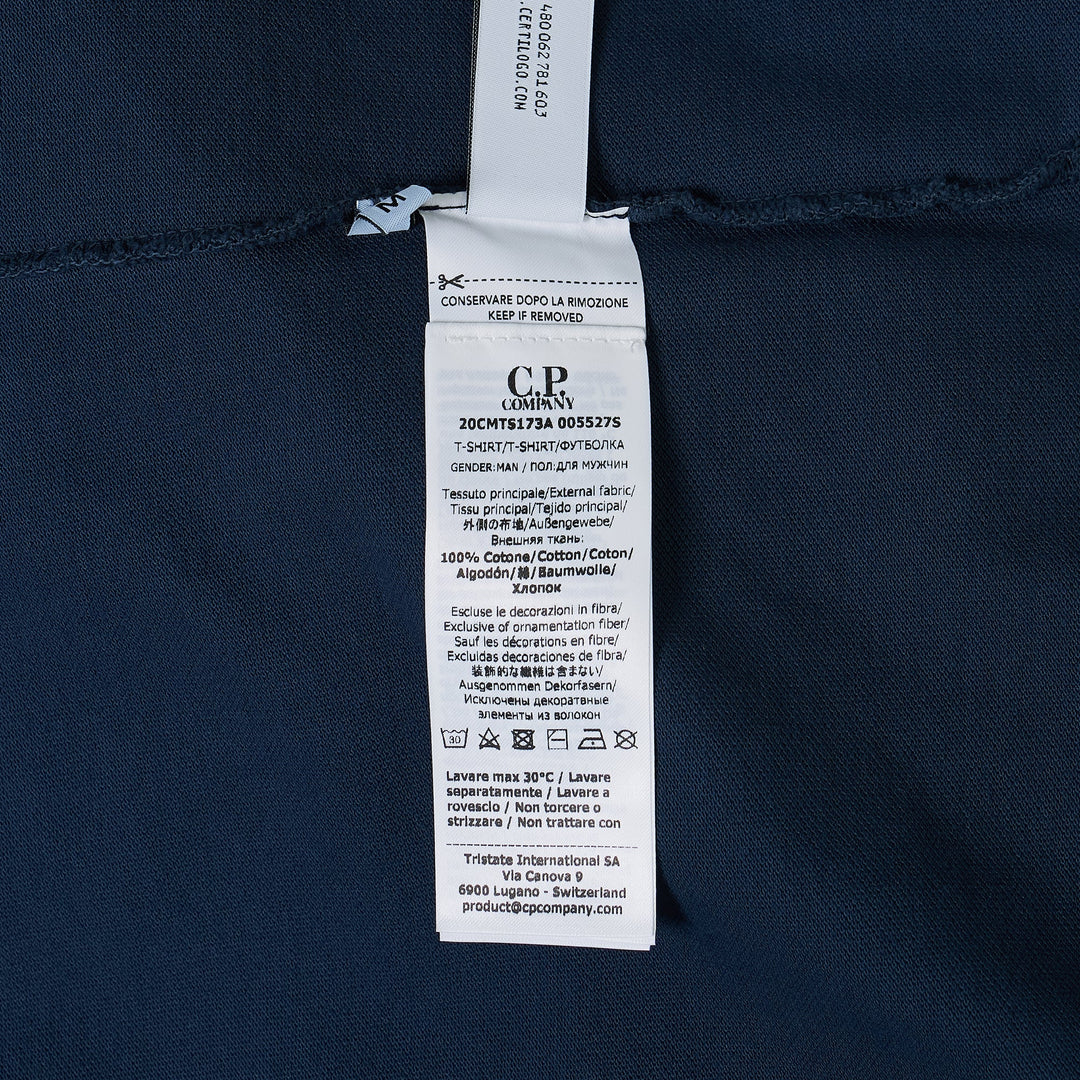 480 062 781 603
.CERTILOGO.COM
M
CONSERVARE DOPO LA RIMOZIONE
KEEP IF REMOVED
C.P.
COMPANY
20CMTS173A 005527S
T-SHIRT/T-SHIRT/ФУТБОЛКА
GENDER:MAN / ПОЛ:ДЛЯ МУЖЧИН
Tessuto principale/External fabric/
Tissu principal/Tejido principal/
外側の布地/Außengewebe/
Внешняя ткань:
100% Cotone/Cotton/Coton/
Algodón/綿/Baumwolle/
Хлопок
Escluse le decorazioni in fibra/
Exclusive of ornamentation fiber/
Sauf les décorations en fibre/
Excluidas decoraciones de fibra/
装飾的な繊維は含まない/
Ausgenommen Dekorfasern/
Исключены декоратвные
элементы из волокон
30
Lavare max 30°C / Lavare
separatamente / Lavare a
rovescio / Non torcere o
strizzare / Non trattare con
Tristate International SA
Via Canova 9
6900 Lugano - Switzerland
product@cpcompany.com